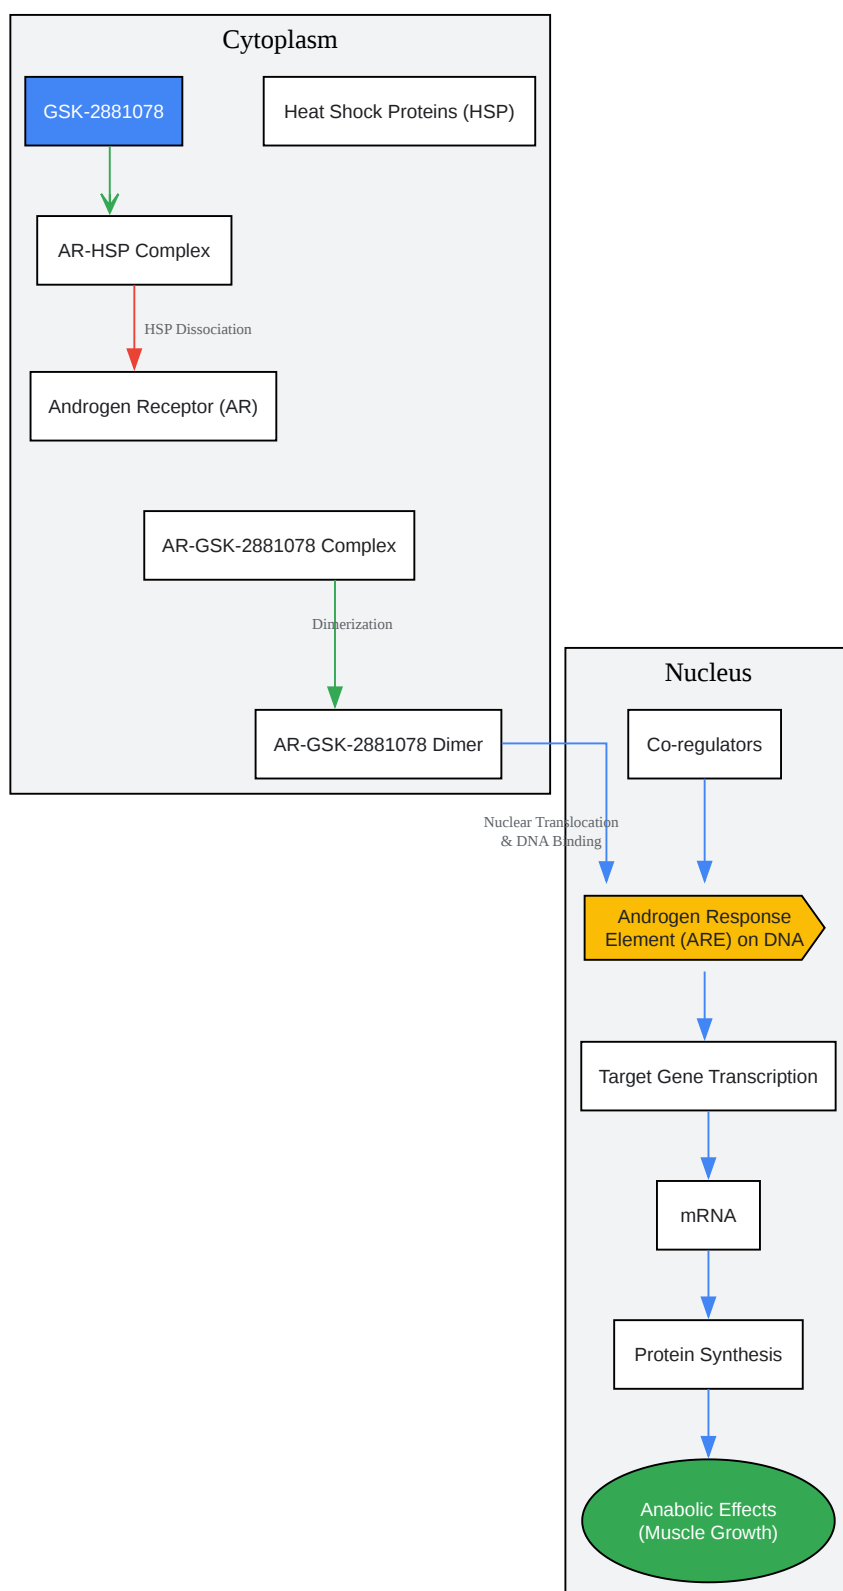 Cytoplasm
GSK-2881078
Heat Shock Proteins (HSP)
AR-HSP Complex
HSP Dissociation
Androgen Receptor (AR)
AR-GSK-2881078 Complex
Dimerization
AR-GSK-2881078 Dimer
Nucleus
Co-regulators
Nuclear Translocation
& DNA Binding
Androgen Response
Element (ARE) on DNA
Target Gene Transcription
mRNA
Protein Synthesis
Anabolic Effects
(Muscle Growth)